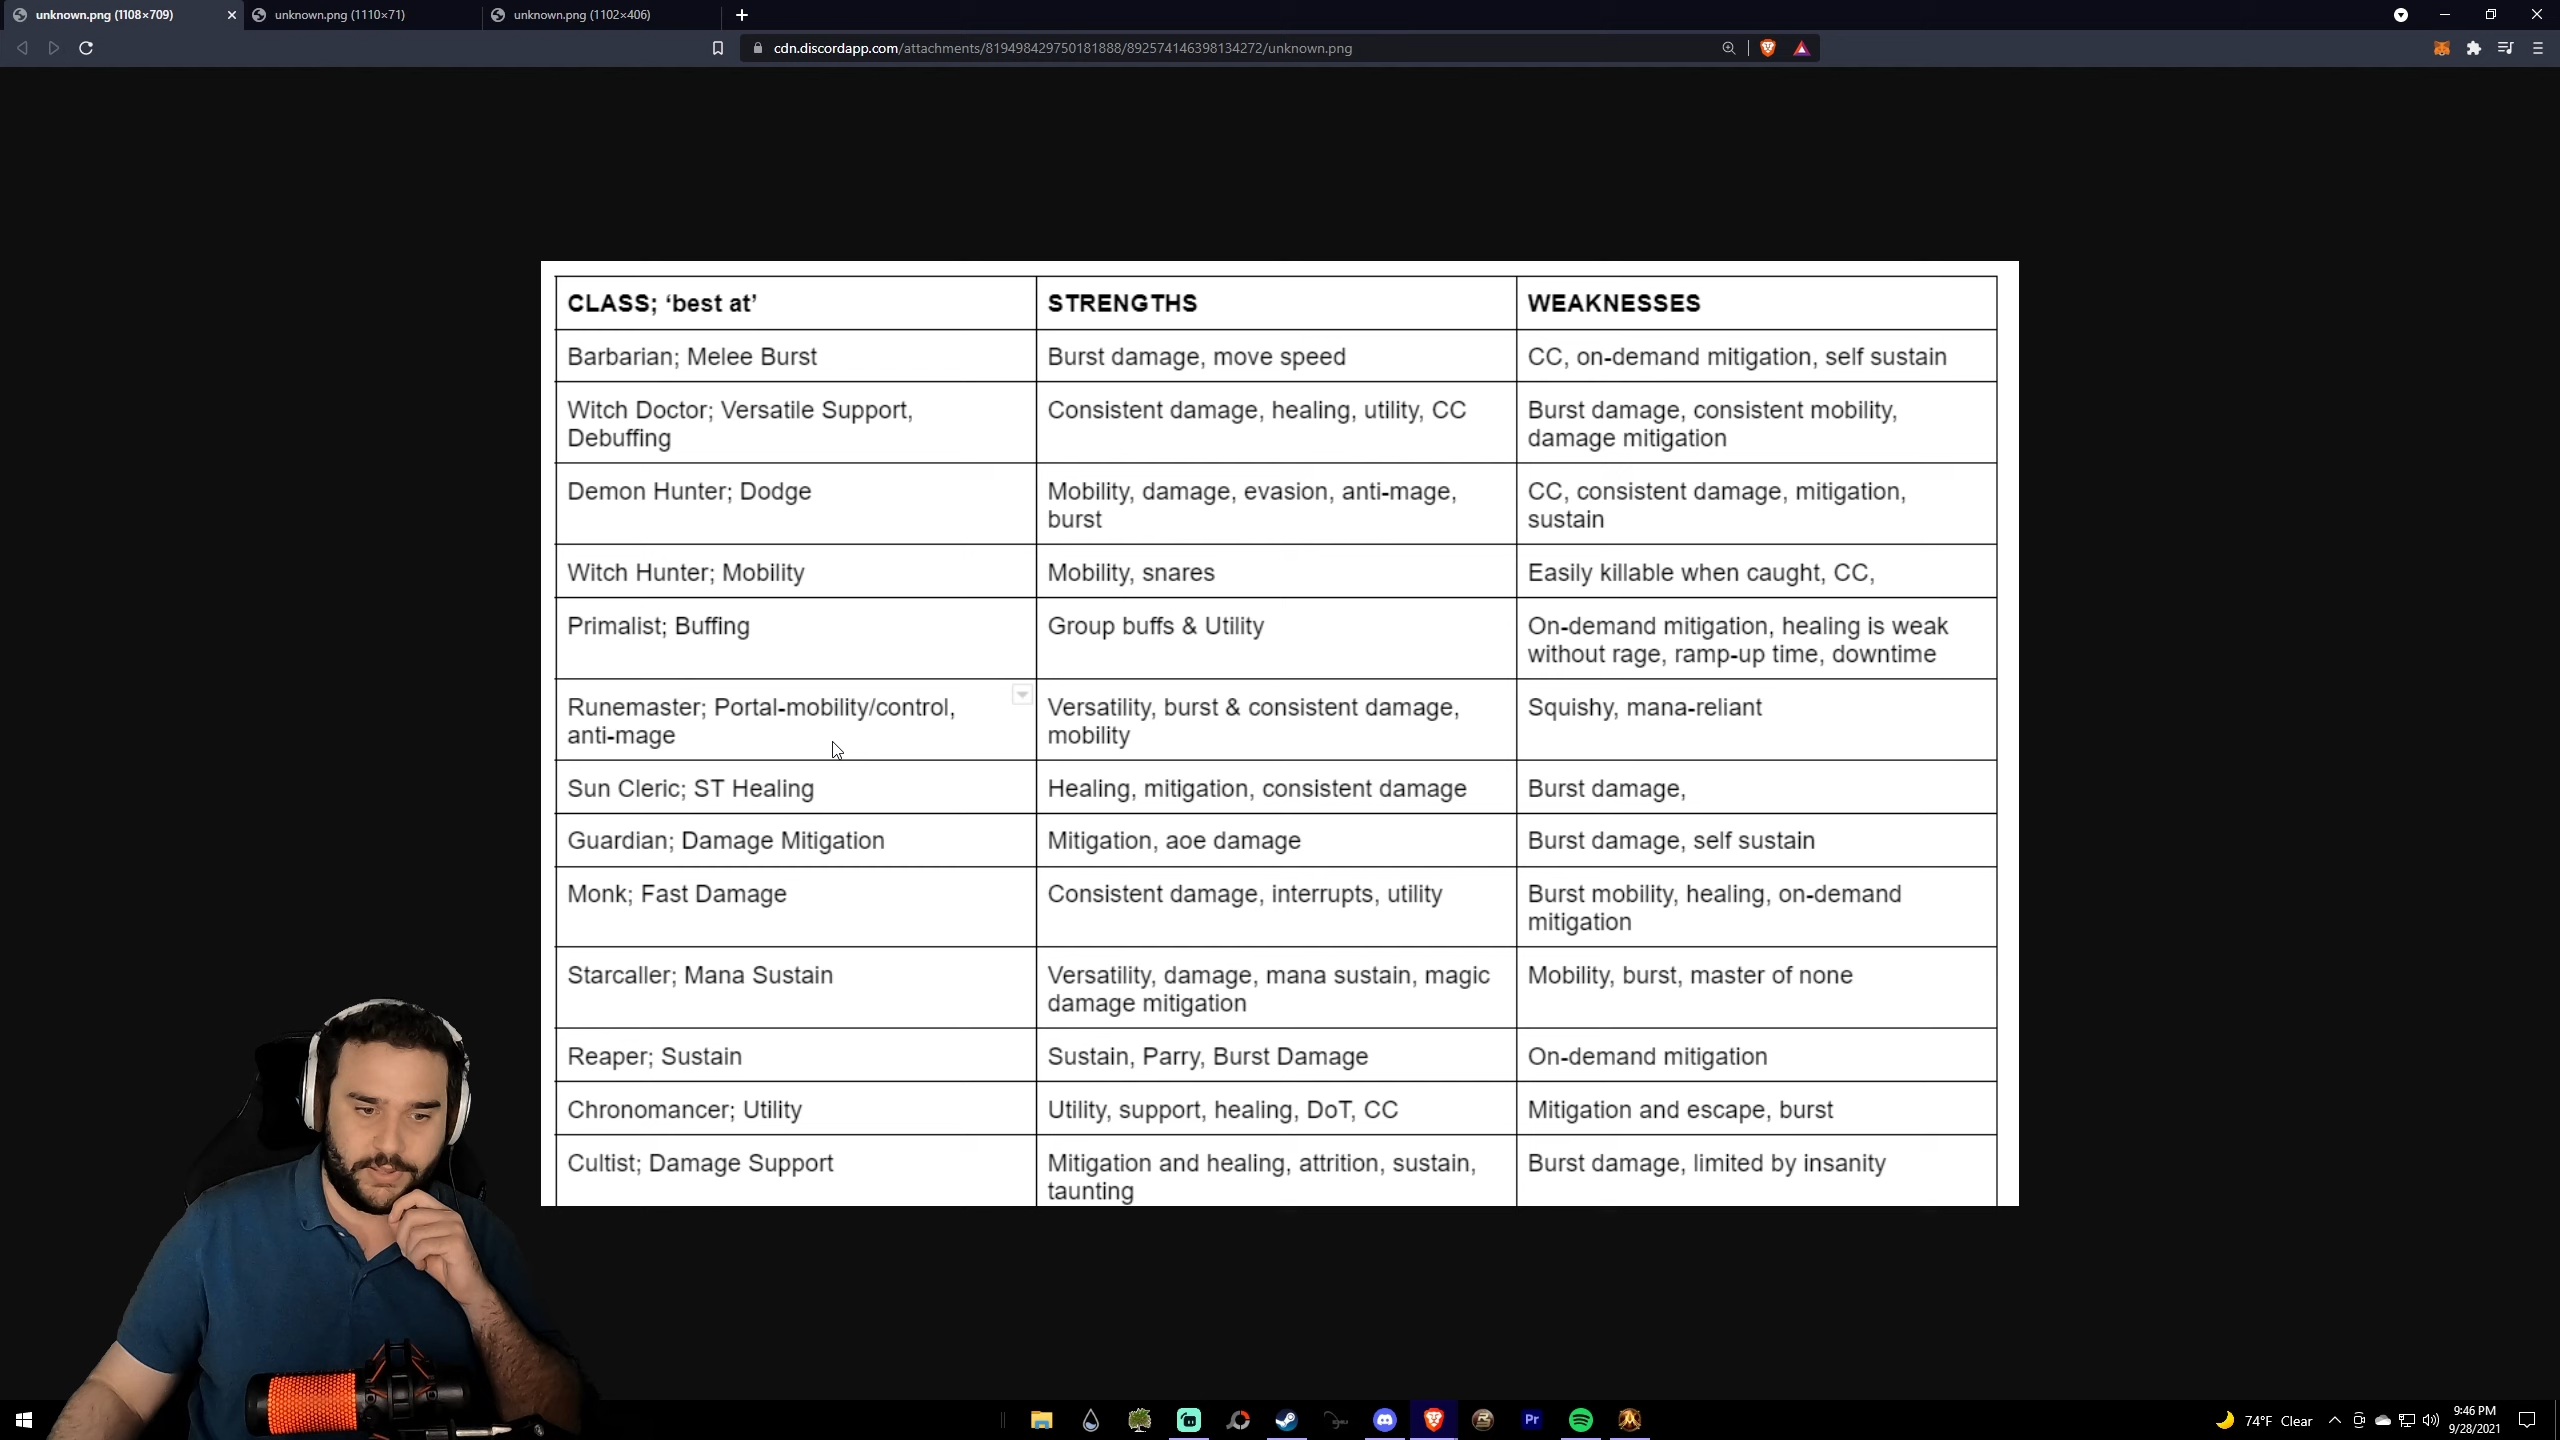 unknown.png (1108×709)
unknown.png (1110×71)
unknown.png (1102×406)
cdn.discordapp.com/attachments/819498429750181888/892574146398134272/unknown.png
CLASS; ‘best at’
STRENGTHS
WEAKNESSES
Barbarian; Melee Burst
Burst damage, move speed
CC, on-demand mitigation, self sustain
Witch Doctor; Versatile Support,
Debuffing
Consistent damage, healing, utility, CC
Burst damage, consistent mobility,
damage mitigation
Demon Hunter; Dodge
Mobility, damage, evasion, anti-mage,
burst
CC, consistent damage, mitigation,
sustain
Witch Hunter; Mobility
Mobility, snares
Easily killable when caught, CC,
Primalist; Buffing
Group buffs & Utility
On-demand mitigation, healing is weak
without rage, ramp-up time, downtime
Runemaster; Portal-mobility/control,
anti-mage
Versatility, burst & consistent damage,
mobility
Squishy, mana-reliant
Sun Cleric; ST Healing
Healing, mitigation, consistent damage
Burst damage,
Guardian; Damage Mitigation
Mitigation, aoe damage
Burst damage, self sustain
Monk; Fast Damage
Consistent damage, interrupts, utility
Burst mobility, healing, on-demand
mitigation
Starcaller; Mana Sustain
Versatility, damage, mana sustain, magic
damage mitigation
Mobility, burst, master of none
Reaper; Sustain
Sustain, Parry, Burst Damage
On-demand mitigation
Chronomancer; Utility
Utility, support, healing, DoT, CC
Mitigation and escape, burst
Cultist; Damage Support
Mitigation and healing, attrition, sustain,
taunting
Burst damage, limited by insanity
Pr
74°F Clear
9:46 PM
9/28/2021